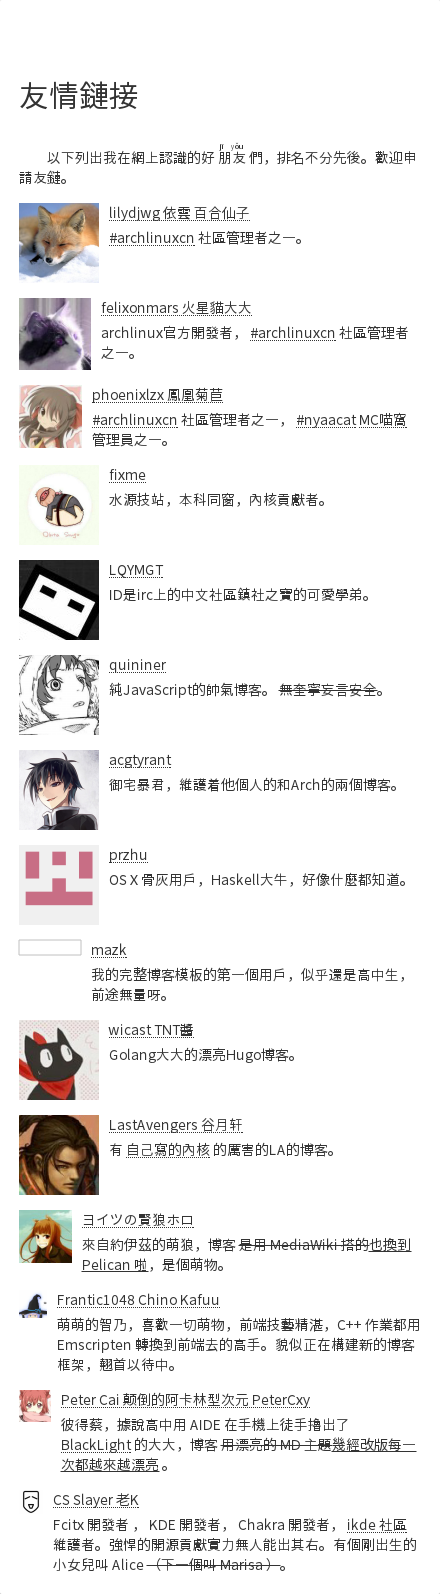 友情鏈接
jī yǒu
以下列出我在網上認識的好 朋友 們，排名不分先後。歡迎申
請友鏈。
lilydjwg 依雲 百合仙子
#archlinuxcn 社區管理者之一。
felixonmars 火星貓大大
archlinux官方開發者， #archlinuxcn 社區管理者
之一。
phoenixlzx 鳳凰菊苣
#archlinuxcn 社區管理者之一， #nyaacat MC喵窩
管理員之一。
fixme
水源技站，本科同窗，內核貢獻者。
LQYMGT
ID是irc上的中文社區鎮社之寶的可愛學弟。
quininer
純JavaScript的帥氣博客。 無奎寧妄言安全。
acgtyrant
御宅暴君，維護着他個人的和Arch的兩個博客。
przhu
OS X 骨灰用戶，Haskell大牛，好像什麼都知道。
mazk
我的完整博客模板的第一個用戶，似乎還是高中生，
前途無量呀。
wicast TNT醬
Golang大大的漂亮Hugo博客。
LastAvengers 谷月轩
有 自己寫的內核 的厲害的LA的博客。
ヨイツの賢狼ホロ
來自約伊茲的萌狼，博客 是用 MediaWiki 搭的也換到
Pelican 啦，是個萌物。
Frantic1048 Chino Kafuu
萌萌的智乃，喜歡一切萌物，前端技藝精湛，C++ 作業都用
Emscripten 轉換到前端去的高手。貌似正在構建新的博客
框架，翹首以待中。
Peter Cai 颠倒的阿卡林型次元 PeterCxy
彼得蔡，據說高中用 AIDE 在手機上徒手擼出了
BlackLight 的大大，博客 用漂亮的 MD 主題幾經改版每一
次都越來越漂亮 。
CS Slayer 老K
Fcitx 開發者 ， KDE 開發者， Chakra 開發者， ikde 社區
維護者。強悍的開源貢獻實力無人能出其右。有個剛出生的
小女兒叫 Alice （下一個叫 Marisa ）。